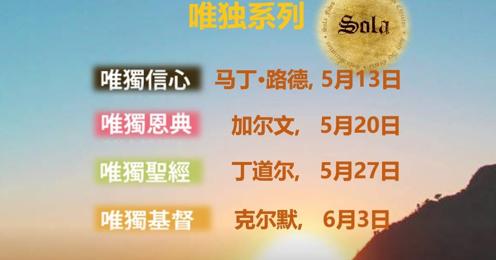 唯独系列
Sola
唯獨信心 马丁•路德, 5月13日
唯獨恩典 加尔文, 5月20日
唯獨聖經 丁道尔, 5月27日
唯獨基督 克尔默, 6月3日